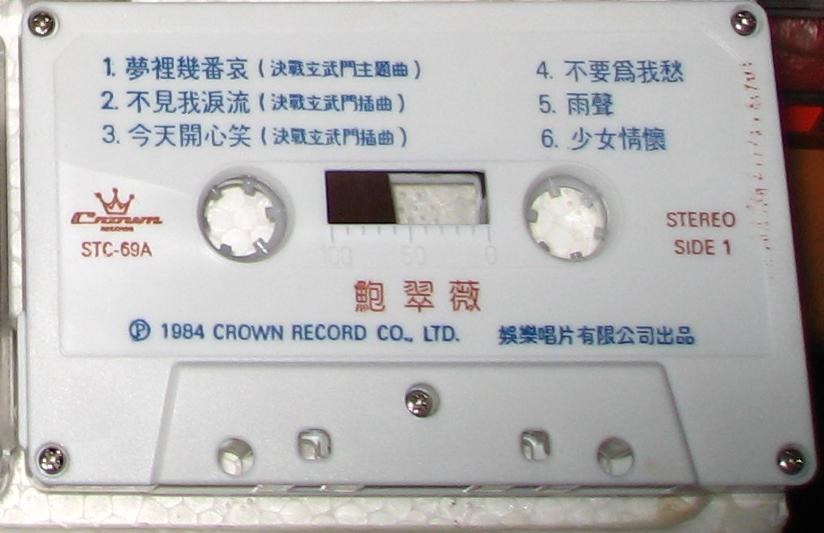 1. 夢裡幾番哀 (決戰玄武門主題曲)
2. 不見我淚流 (決戰玄武門插曲)
3. 今天開心笑 (決戰玄武門插曲)
4. 不要爲我愁
5. 雨聲
6. 少女情懷
Crown
RECORDS
STC-69A
STEREO
SIDE 1
100 50 0
鮑翠薇
Ⓟ 1984 CROWN RECORD CO., LTD. 娛樂唱片有限公司出品